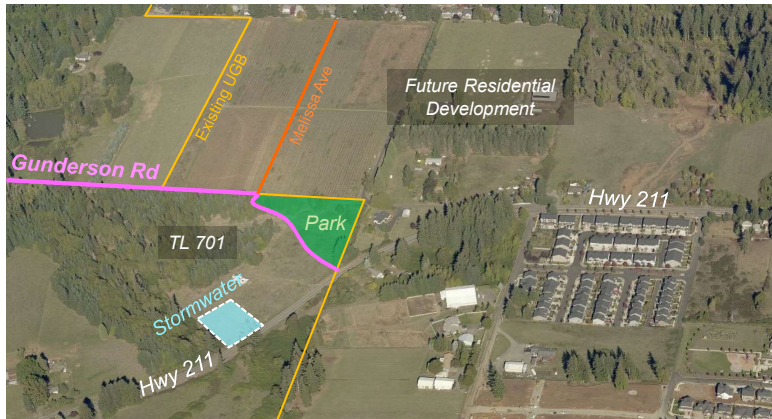 Existing UGB
Melissa Ave
Future Residential
Development
Gunderson Rd
Hwy 211
Park
TL 701
Stormwater
Hwy 211